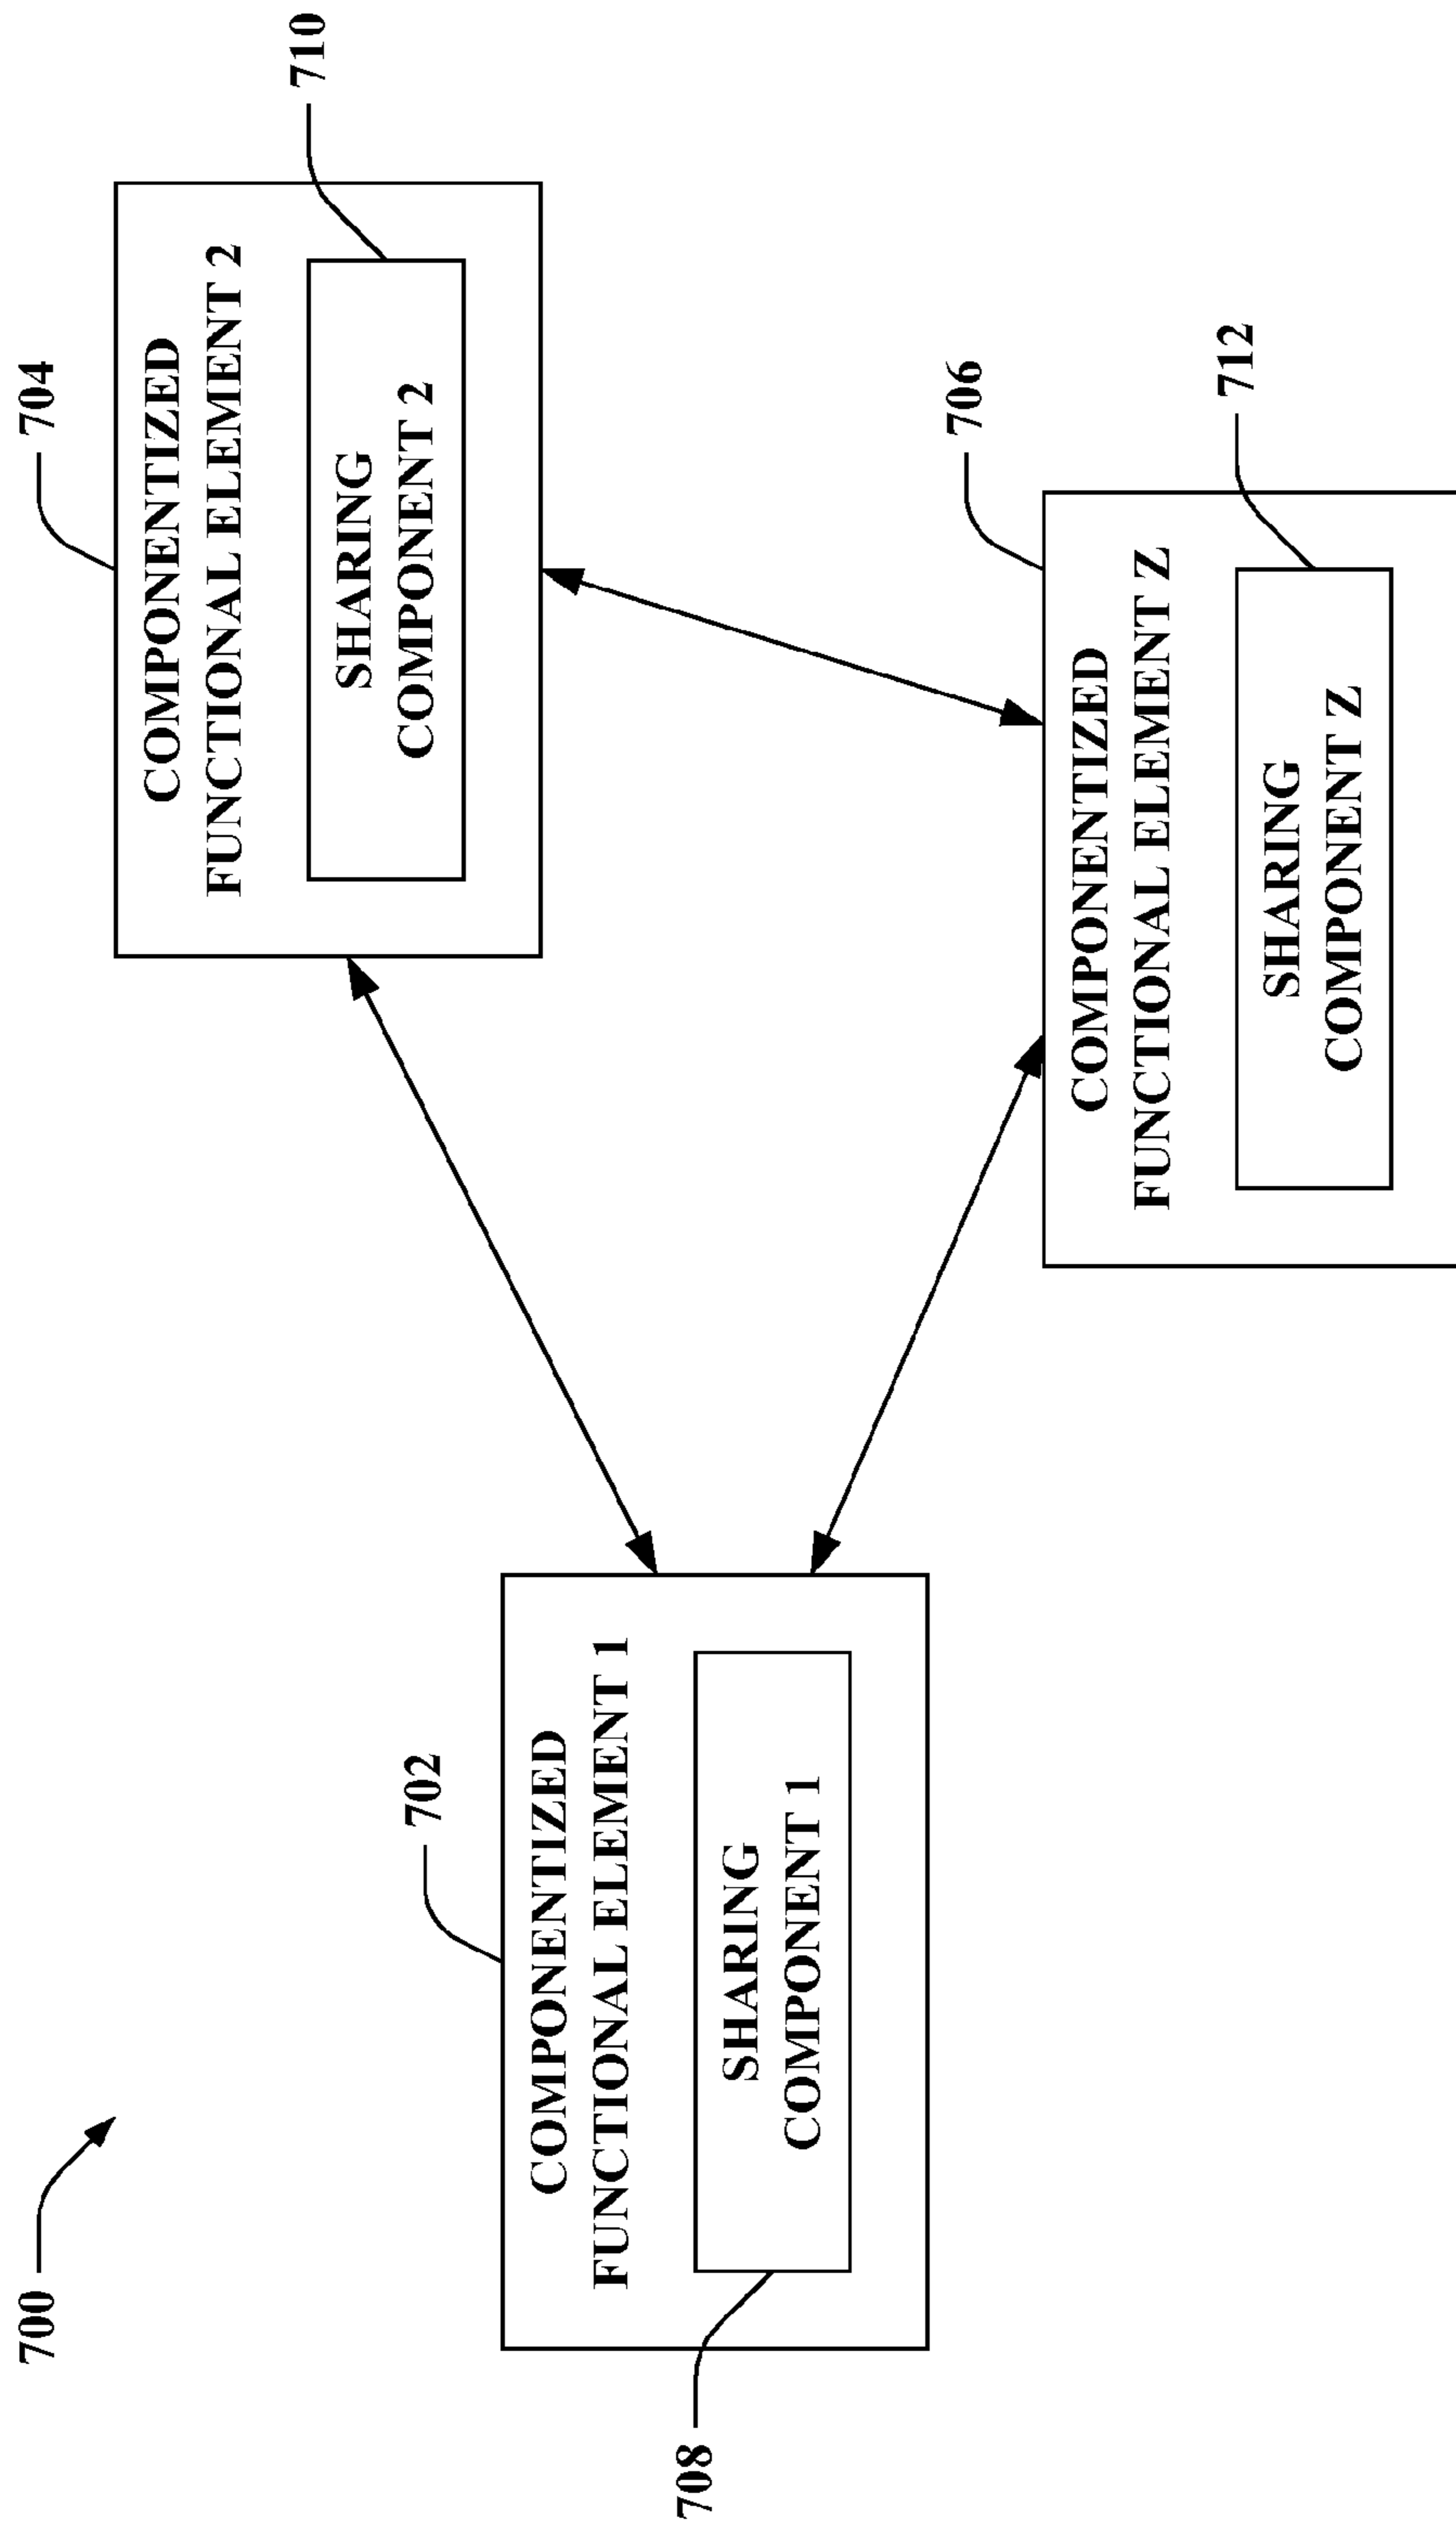 700
702
COMPONENTIZED
FUNCTIONAL ELEMENT 1
SHARING
COMPONENT 1
708
704
COMPONENTIZED
FUNCTIONAL ELEMENT 2
SHARING
COMPONENT 2
710
706
COMPONENTIZED
FUNCTIONAL ELEMENT Z
SHARING
COMPONENT Z
712